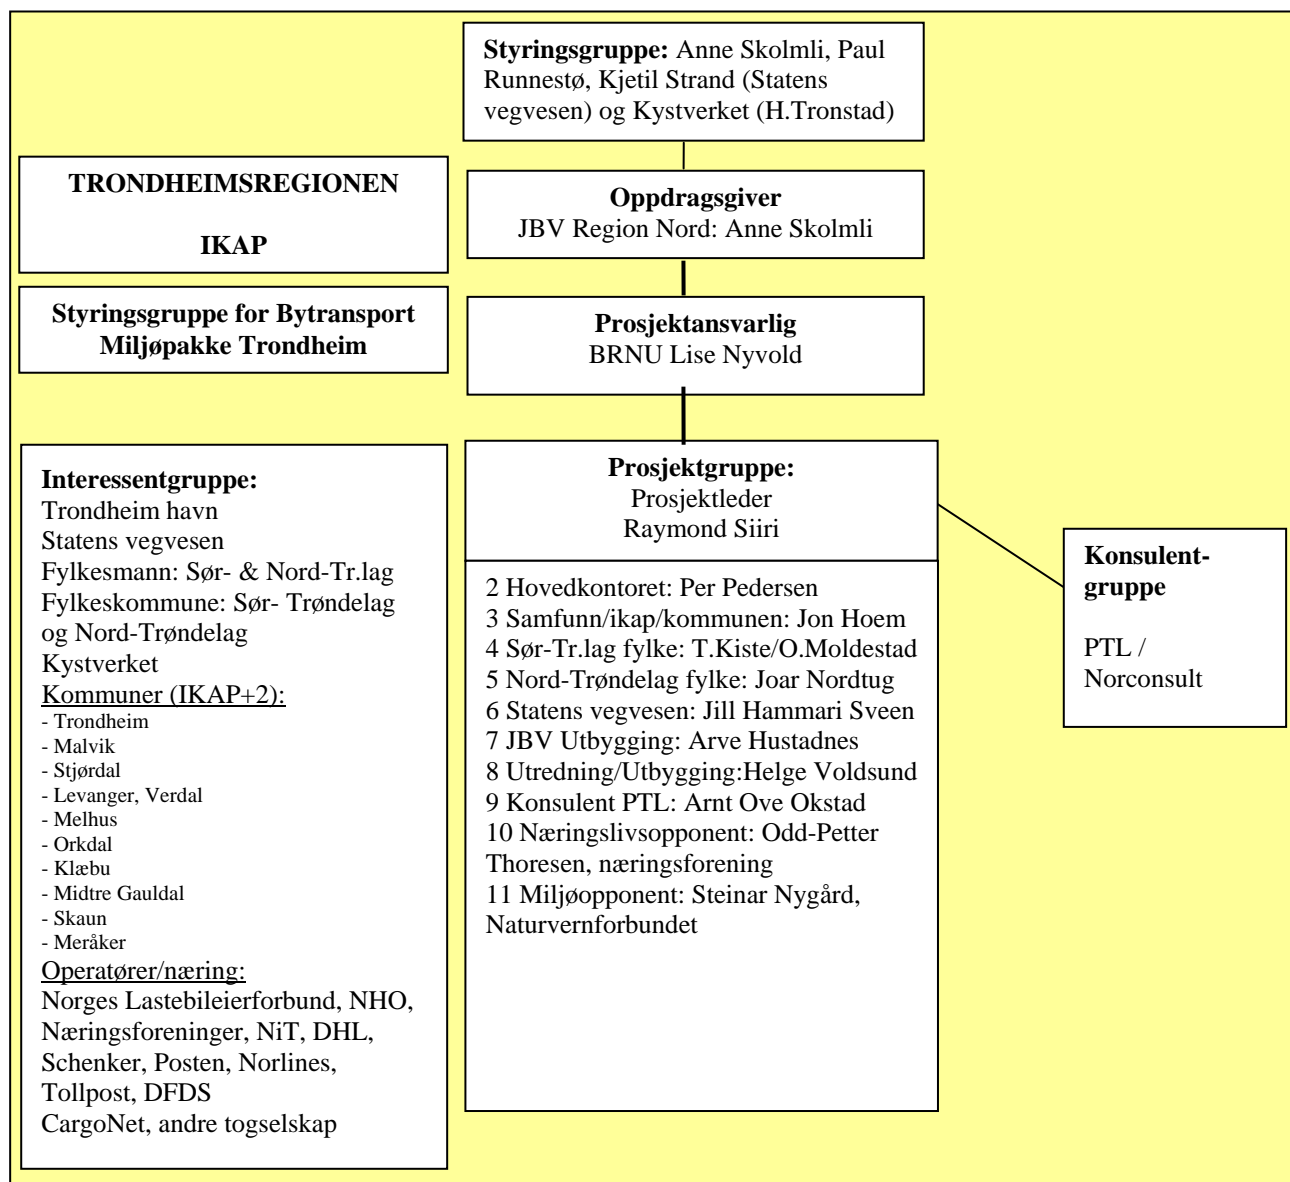 Styringsgruppe: Anne Skolmli, Paul
Runnestø, Kjetil Strand (Statens
vegvesen) og Kystverket (H.Tronstad)
TRONDHEIMSREGIONEN
IKAP
Oppdragsgiver
JBV Region Nord: Anne Skolmli
Styringsgruppe for Bytransport
Miljøpakke Trondheim
Prosjektansvarlig
BRNU Lise Nyvold
Interessentgruppe:
Trondheim havn
Statens vegvesen
Fylkesmann: Sør- & Nord-Tr.lag
Fylkeskommune: Sør- Trøndelag
og Nord-Trøndelag
Kystverket
Kommuner (IKAP+2):
- Trondheim
- Malvik
- Stjørdal
- Levanger, Verdal
- Melhus
- Orkdal
- Klæbu
- Midtre Gauldal
- Skaun
- Meråker
Operatører/næring:
Norges Lastebileierforbund, NHO,
Næringsforeninger, NiT, DHL,
Schenker, Posten, Norlines,
Tollpost, DFDS
CargoNet, andre togselskap
Prosjektgruppe:
Prosjektleder
Raymond Siiri
2 Hovedkontoret: Per Pedersen
3 Samfunn/ikap/kommunen: Jon Hoem
4 Sør-Tr.lag fylke: T.Kiste/O.Moldestad
5 Nord-Trøndelag fylke: Joar Nordtug
6 Statens vegvesen: Jill Hammari Sveen
7 JBV Utbygging: Arve Hustadnes
8 Utredning/Utbygging:Helge Voldsund
9 Konsulent PTL: Arnt Ove Okstad
10 Næringslivsopponent: Odd-Petter
Thoresen, næringsforening
11 Miljøopponent: Steinar Nygård,
Naturvernforbundet
Konsulent-
gruppe
PTL /
Norconsult